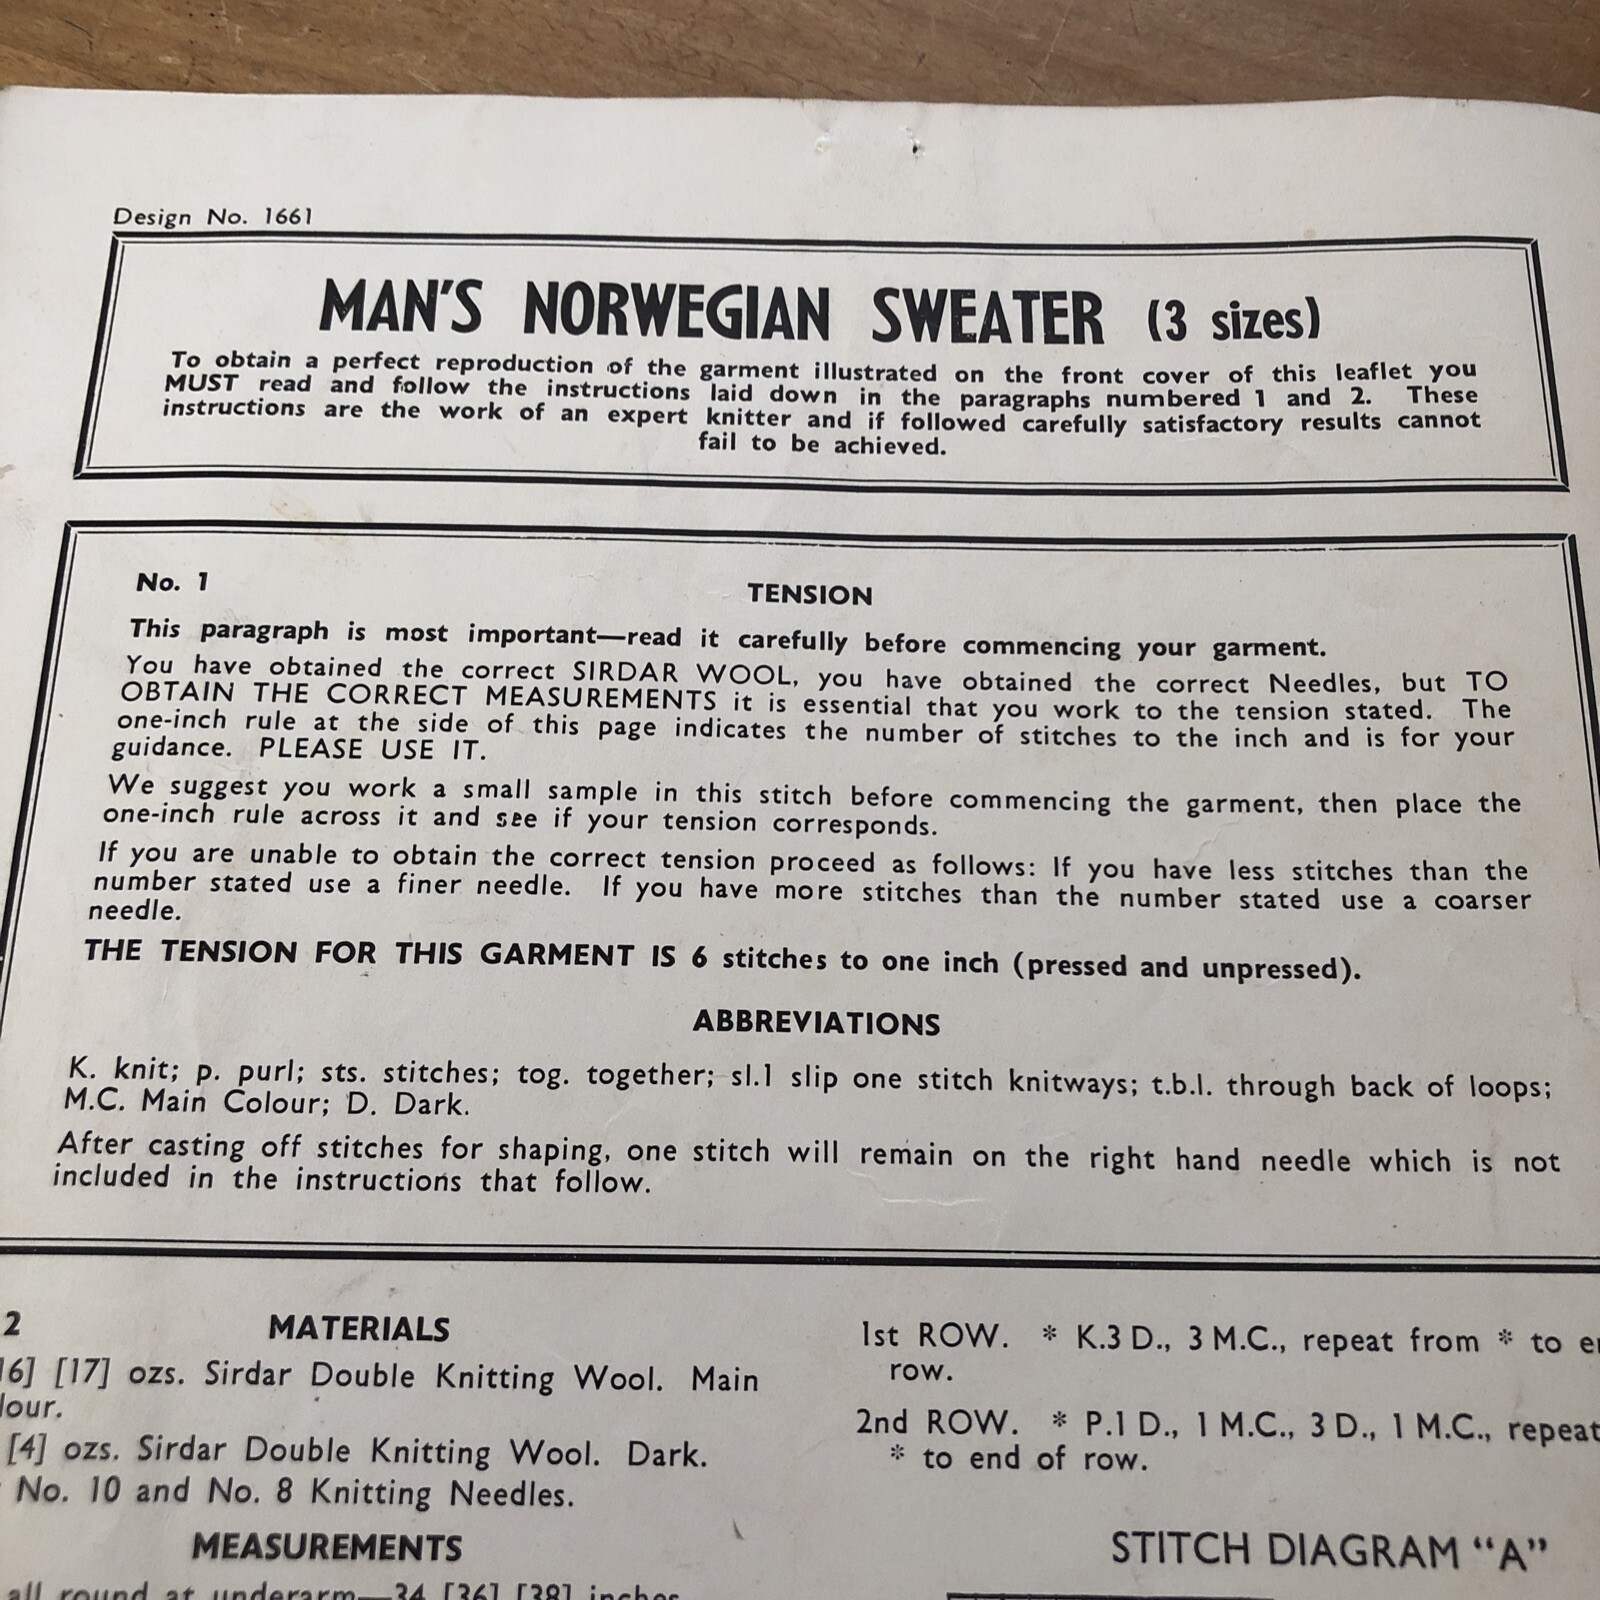 Design No. 1661
MAN'S NORWEGIAN SWEATER (3 sizes)
To obtain a perfect reproduction of the garment illustrated on the front cover of this leaflet you
MUST read and follow the instructions laid down in the paragraphs numbered 1 and 2. These
instructions are the work of an expert knitter and if followed carefully satisfactory results cannot
fail to be achieved.
No. 1
TENSION
This paragraph is most important—read it carefully before commencing your garment.
You have obtained the correct SIRDAR WOOL, you have obtained the correct Needles, but TO
OBTAIN THE CORRECT MEASUREMENTS it is essential that you work to the tension stated. The
one-inch rule at the side of this page indicates the number of stitches to the inch and is for your
guidance. PLEASE USE IT.
We suggest you work a small sample in this stitch before commencing the garment, then place the
one-inch rule across it and see if your tension corresponds.
If you are unable to obtain the correct tension proceed as follows: If you have less stitches than the
number stated use a finer needle. If you have more stitches than the number stated use a coarser
needle.
THE TENSION FOR THIS GARMENT IS 6 stitches to one inch (pressed and unpressed).
ABBREVIATIONS
K. knit; p. purl; sts. stitches; tog. together; sl.1 slip one stitch knitways; t.b.l. through back of loops;
M.C. Main Colour; D. Dark.
After casting off stitches for shaping, one stitch will remain on the right hand needle which is not
included in the instructions that follow.
2
MATERIALS
6] [17] ozs. Sirdar Double Knitting Wool. Main
lour.
[4] ozs. Sirdar Double Knitting Wool. Dark.
No. 10 and No. 8 Knitting Needles.
MEASUREMENTS
all round at underarm—34 [36] [38] inches
1st ROW. * K.3 D., 3 M.C., repeat from * to
row.
2nd ROW. * P.1 D., 1 M.C., 3 D., 1 M.C., repeat
* to end of row.
STITCH DIAGRAM "A"